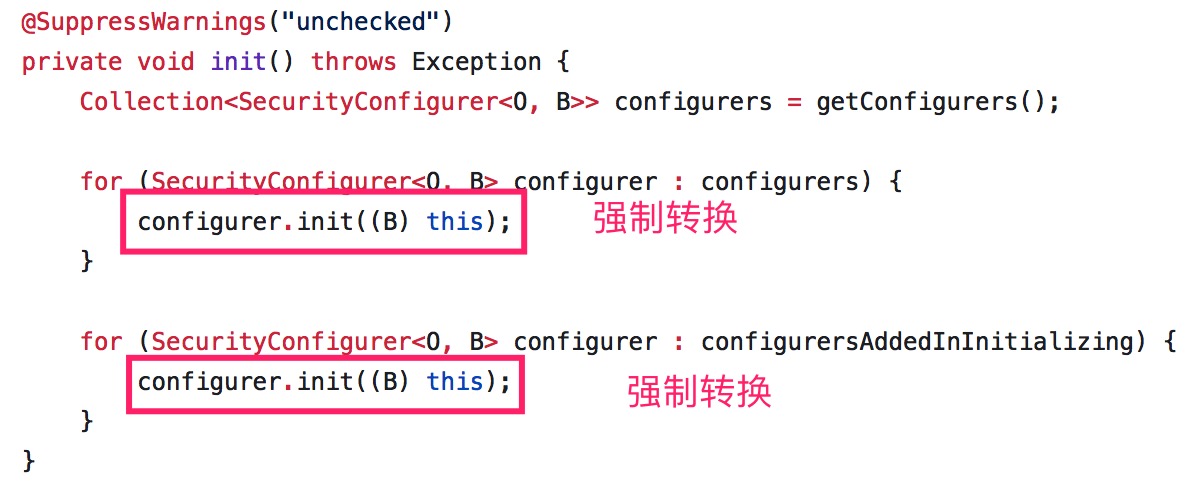 @SuppressWarnings("unchecked")
private void init() throws Exception {
    Collection<SecurityConfigurer<O, B>> configurers = getConfigurers();

    for (SecurityConfigurer<O, B> configurer : configurers) {
        configurer.init((B) this); 强制转换
    }

    for (SecurityConfigurer<O, B> configurer : configurersAddedInInitializing) {
        configurer.init((B) this); 强制转换
    }
}